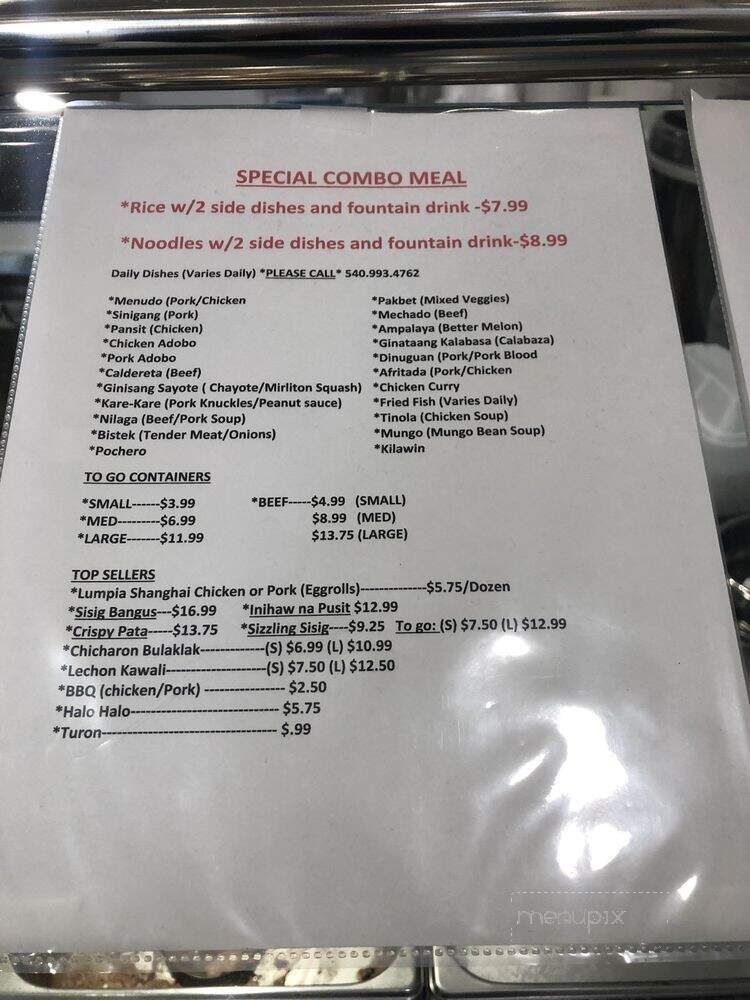 SPECIAL COMBO MEAL
*Rice w/2 side dishes and fountain drink -$7.99
*Noodles w/2 side dishes and fountain drink-$8.99
Daily Dishes (Varies Daily) *PLEASE CALL* 540.993.4762
*Menudo (Pork/Chicken
*Sinigang (Pork)
*Pansit (Chicken)
*Chicken Adobo
*Pork Adobo
*Caldereta (Beef)
*Ginisang Sayote ( Chayote/Mirliton Squash)
*Kare-Kare (Pork Knuckles/Peanut sauce)
*Nilaga (Beef/Pork Soup)
*Bistek (Tender Meat/Onions)
*Pochero
*Pakbet (Mixed Veggies)
*Mechado (Beef)
*Ampalaya (Better Melon)
*Ginataang Kalabasa (Calabaza)
*Dinuguan (Pork/Pork Blood
*Afritada (Pork/Chicken
*Chicken Curry
*Fried Fish (Varies Daily)
*Tinola (Chicken Soup)
*Mungo (Mungo Bean Soup)
*Kilawin
TO GO CONTAINERS
*SMALL------$3.99 *BEEF-----$4.99 (SMALL)
*MED---------$6.99 $8.99 (MED)
*LARGE-------$11.99 $13.75 (LARGE)
TOP SELLERS
*Lumpia Shanghai Chicken or Pork (Eggrolls)--------------$5.75/Dozen
*Sisig Bangus---$16.99 *Inihaw na Pusit $12.99
*Crispy Pata-----$13.75 *Sizzling Sisig----$9.25 To go: (S) $7.50 (L) $12.99
*Chicharon Bulaklak-------------(S) $6.99 (L) $10.99
*Lechon Kawali--------------------(S) $7.50 (L) $12.50
*BBQ (chicken/Pork) ---------------- $2.50
*Halo Halo------------------------------ $5.75
*Turon----------------------------------- $.99
menupix